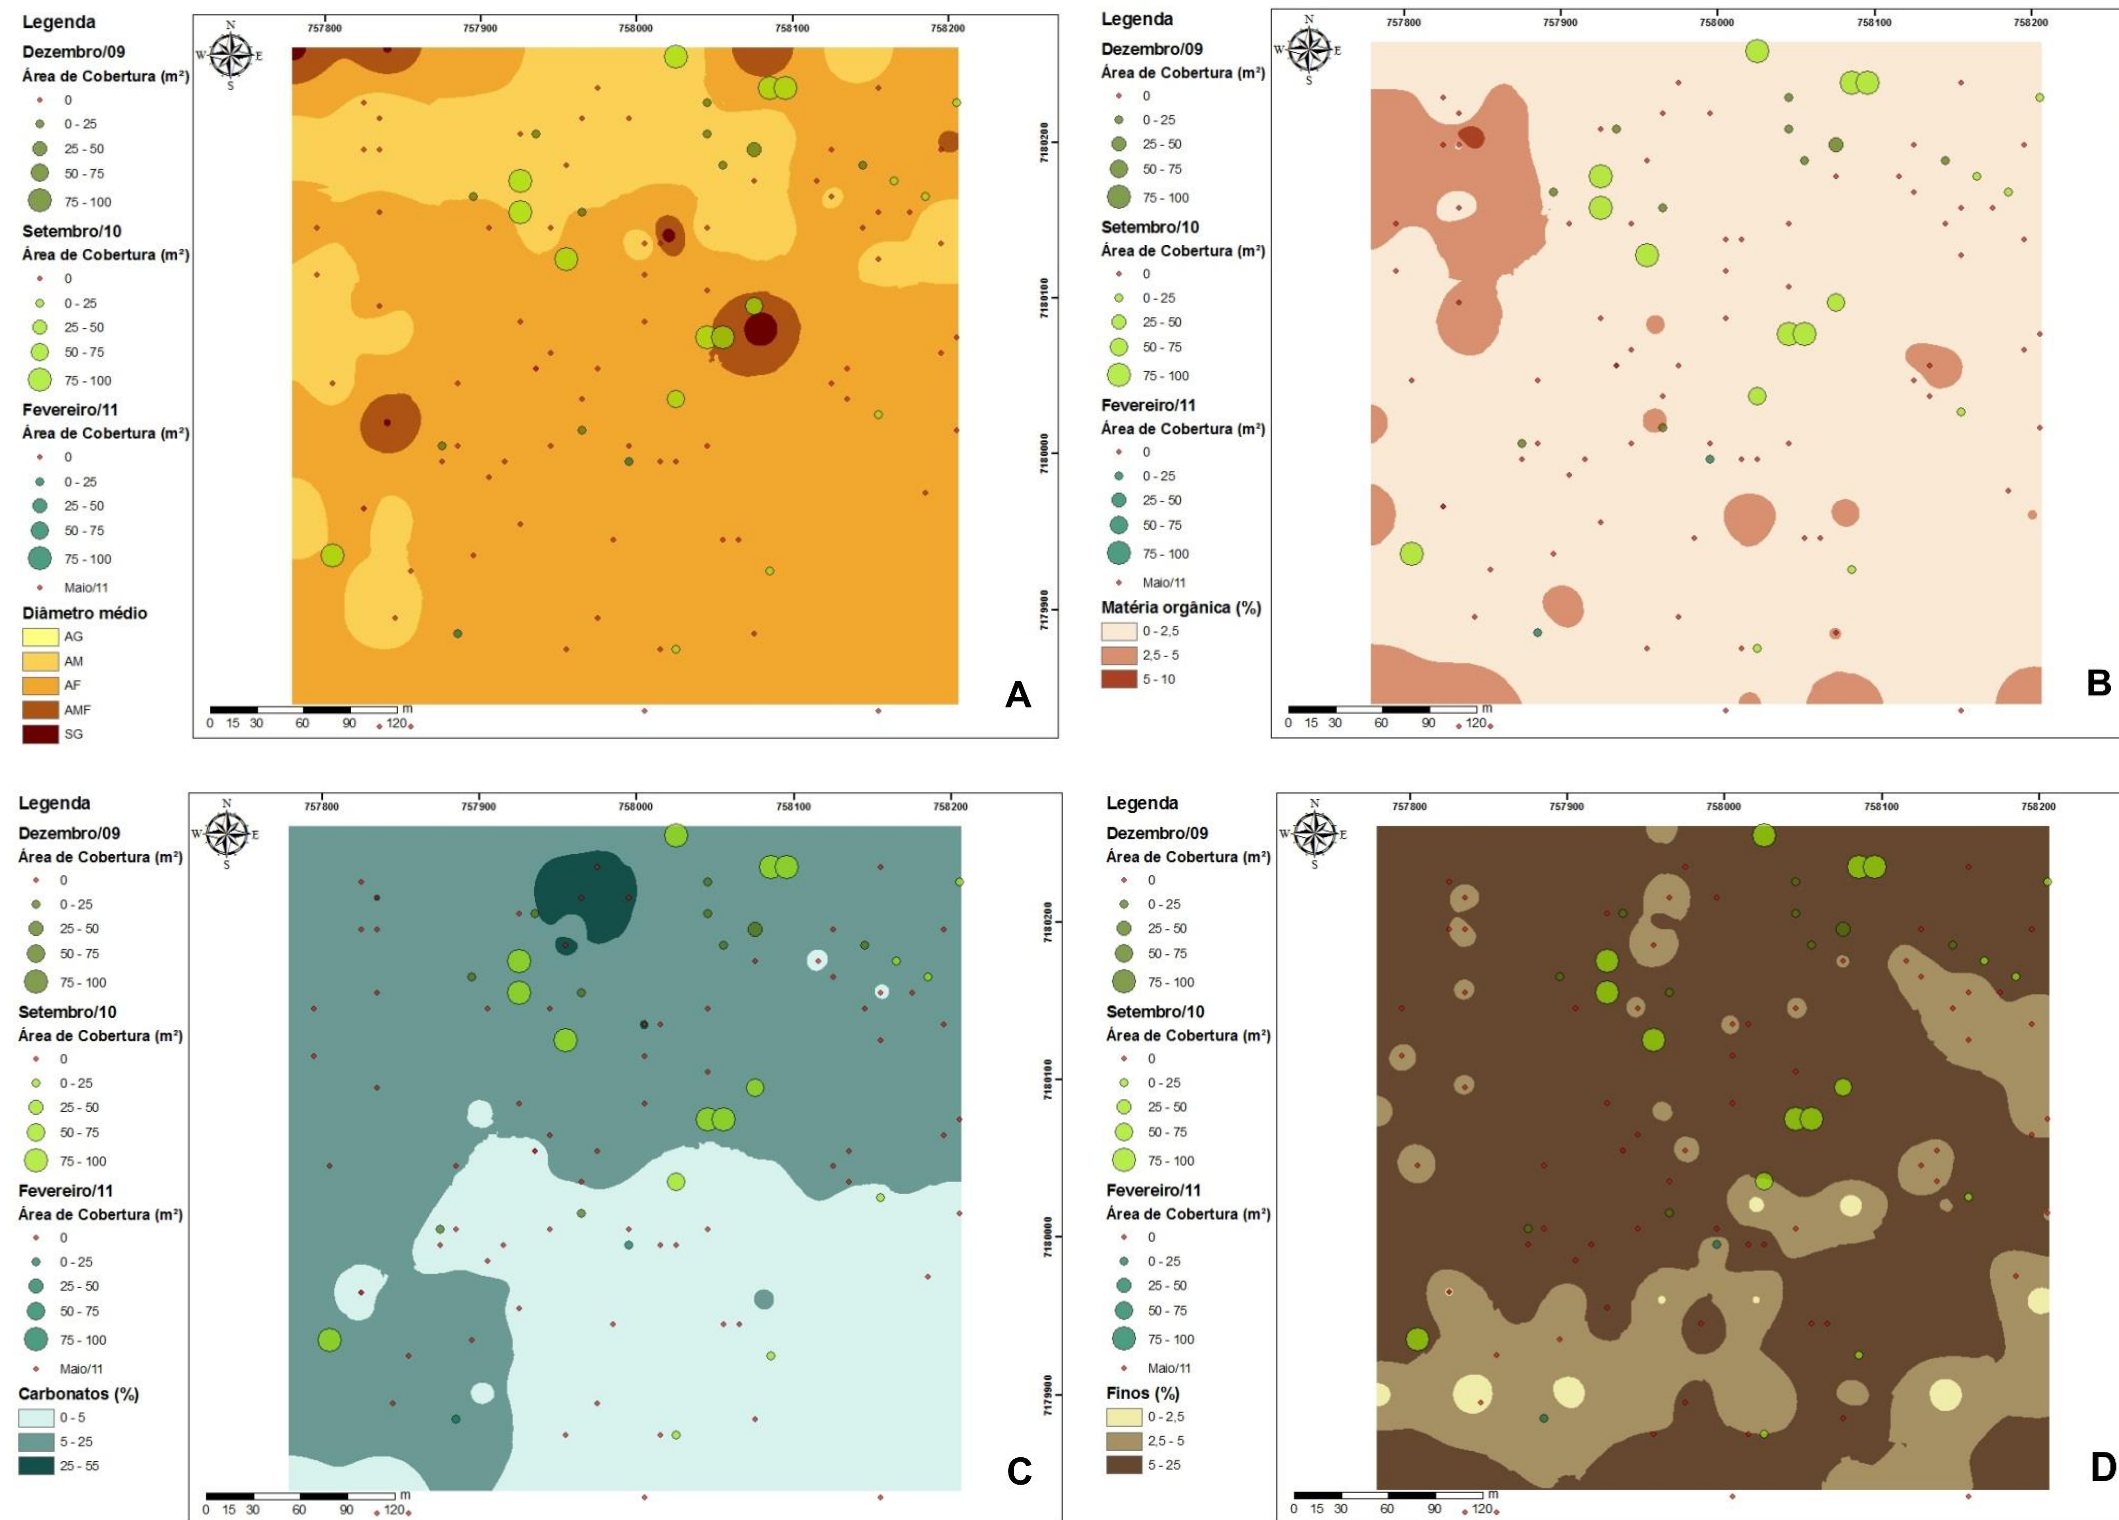 Legenda
Dezembro/09
Área de Cobertura (m²)
0
0 - 25
25 - 50
50 - 75
75 - 100
Setembro/10
Área de Cobertura (m²)
0
0 - 25
25 - 50
50 - 75
75 - 100
Fevereiro/11
Área de Cobertura (m²)
0
0 - 25
25 - 50
50 - 75
75 - 100
Maio/11
Diâmetro médio
AG
AM
AF
AMF
SG
757800 757900 758000 758100 758200
N
W E
S
7180200
7180100
7180000
7179900
m
0 15 30 60 90 120
A
Legenda
Dezembro/09
Área de Cobertura (m²)
0
0 - 25
25 - 50
50 - 75
75 - 100
Setembro/10
Área de Cobertura (m²)
0
0 - 25
25 - 50
50 - 75
75 - 100
Fevereiro/11
Área de Cobertura (m²)
0
0 - 25
25 - 50
50 - 75
75 - 100
Maio/11
Matéria orgânica (%)
0 - 2,5
2,5 - 5
5 - 10
757800 757900 758000 758100 758200
N
W E
S
m
0 15 30 60 90 120
B
Legenda
Dezembro/09
Área de Cobertura (m²)
0
0 - 25
25 - 50
50 - 75
75 - 100
Setembro/10
Área de Cobertura (m²)
0
0 - 25
25 - 50
50 - 75
75 - 100
Fevereiro/11
Área de Cobertura (m²)
0
0 - 25
25 - 50
50 - 75
75 - 100
Maio/11
Carbonatos (%)
0 - 5
5 - 25
25 - 55
757800 757900 758000 758100 758200
N
W E
S
7180200
7180100
7180000
7179900
m
0 15 30 60 90 120
C
Legenda
Dezembro/09
Área de Cobertura (m²)
0
0 - 25
25 - 50
50 - 75
75 - 100
Setembro/10
Área de Cobertura (m²)
0
0 - 25
25 - 50
50 - 75
75 - 100
Fevereiro/11
Área de Cobertura (m²)
0
0 - 25
25 - 50
50 - 75
75 - 100
Maio/11
Finos (%)
0 - 2,5
2,5 - 5
5 - 25
757800 757900 758000 758100 758200
N
W E
S
m
0 15 30 60 90 120
D